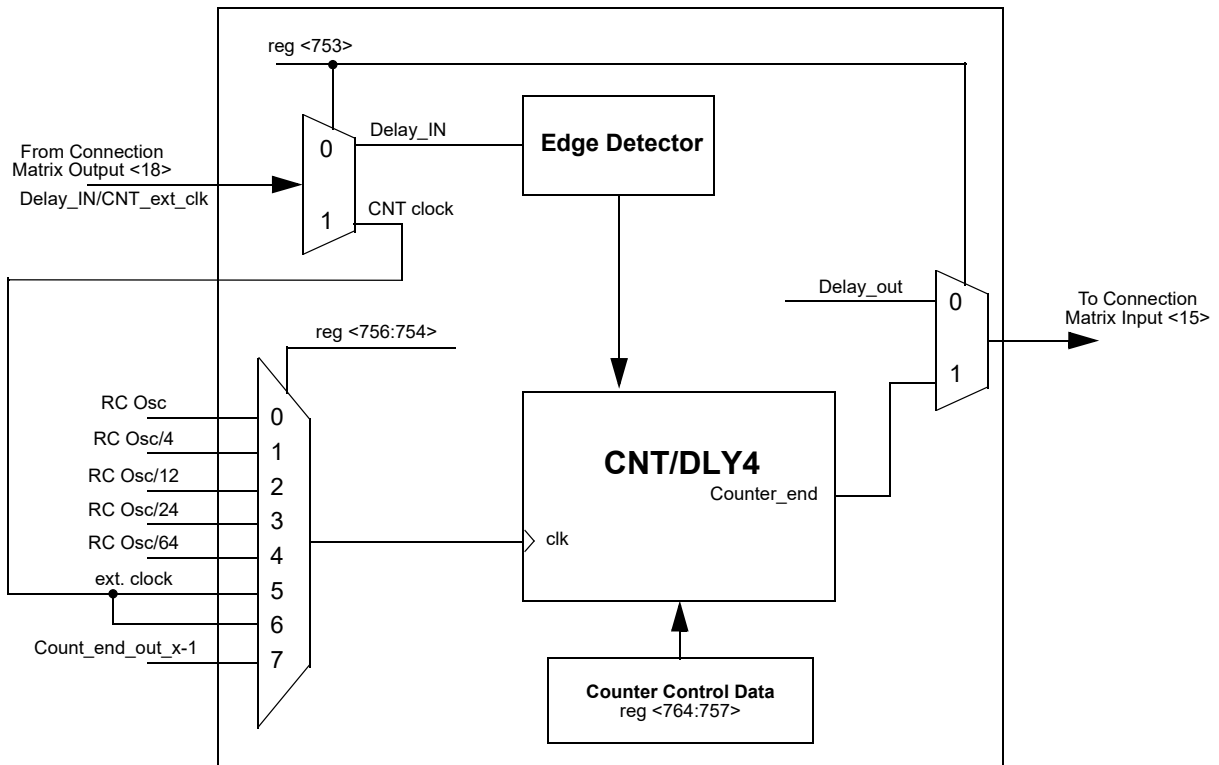 reg <753>
From Connection
Matrix Output <18>
Delay_IN/CNT_ext_clk
0
1
Delay_IN
CNT clock
Edge Detector
Delay_out
0
1
To Connection
Matrix Input <15>
reg <756:754>
RC Osc
RC Osc/4
RC Osc/12
RC Osc/24
RC Osc/64
ext. clock
Count_end_out_x-1
0
1
2
3
4
5
6
7
CNT/DLY4
Counter_end
clk
Counter Control Data
reg <764:757>